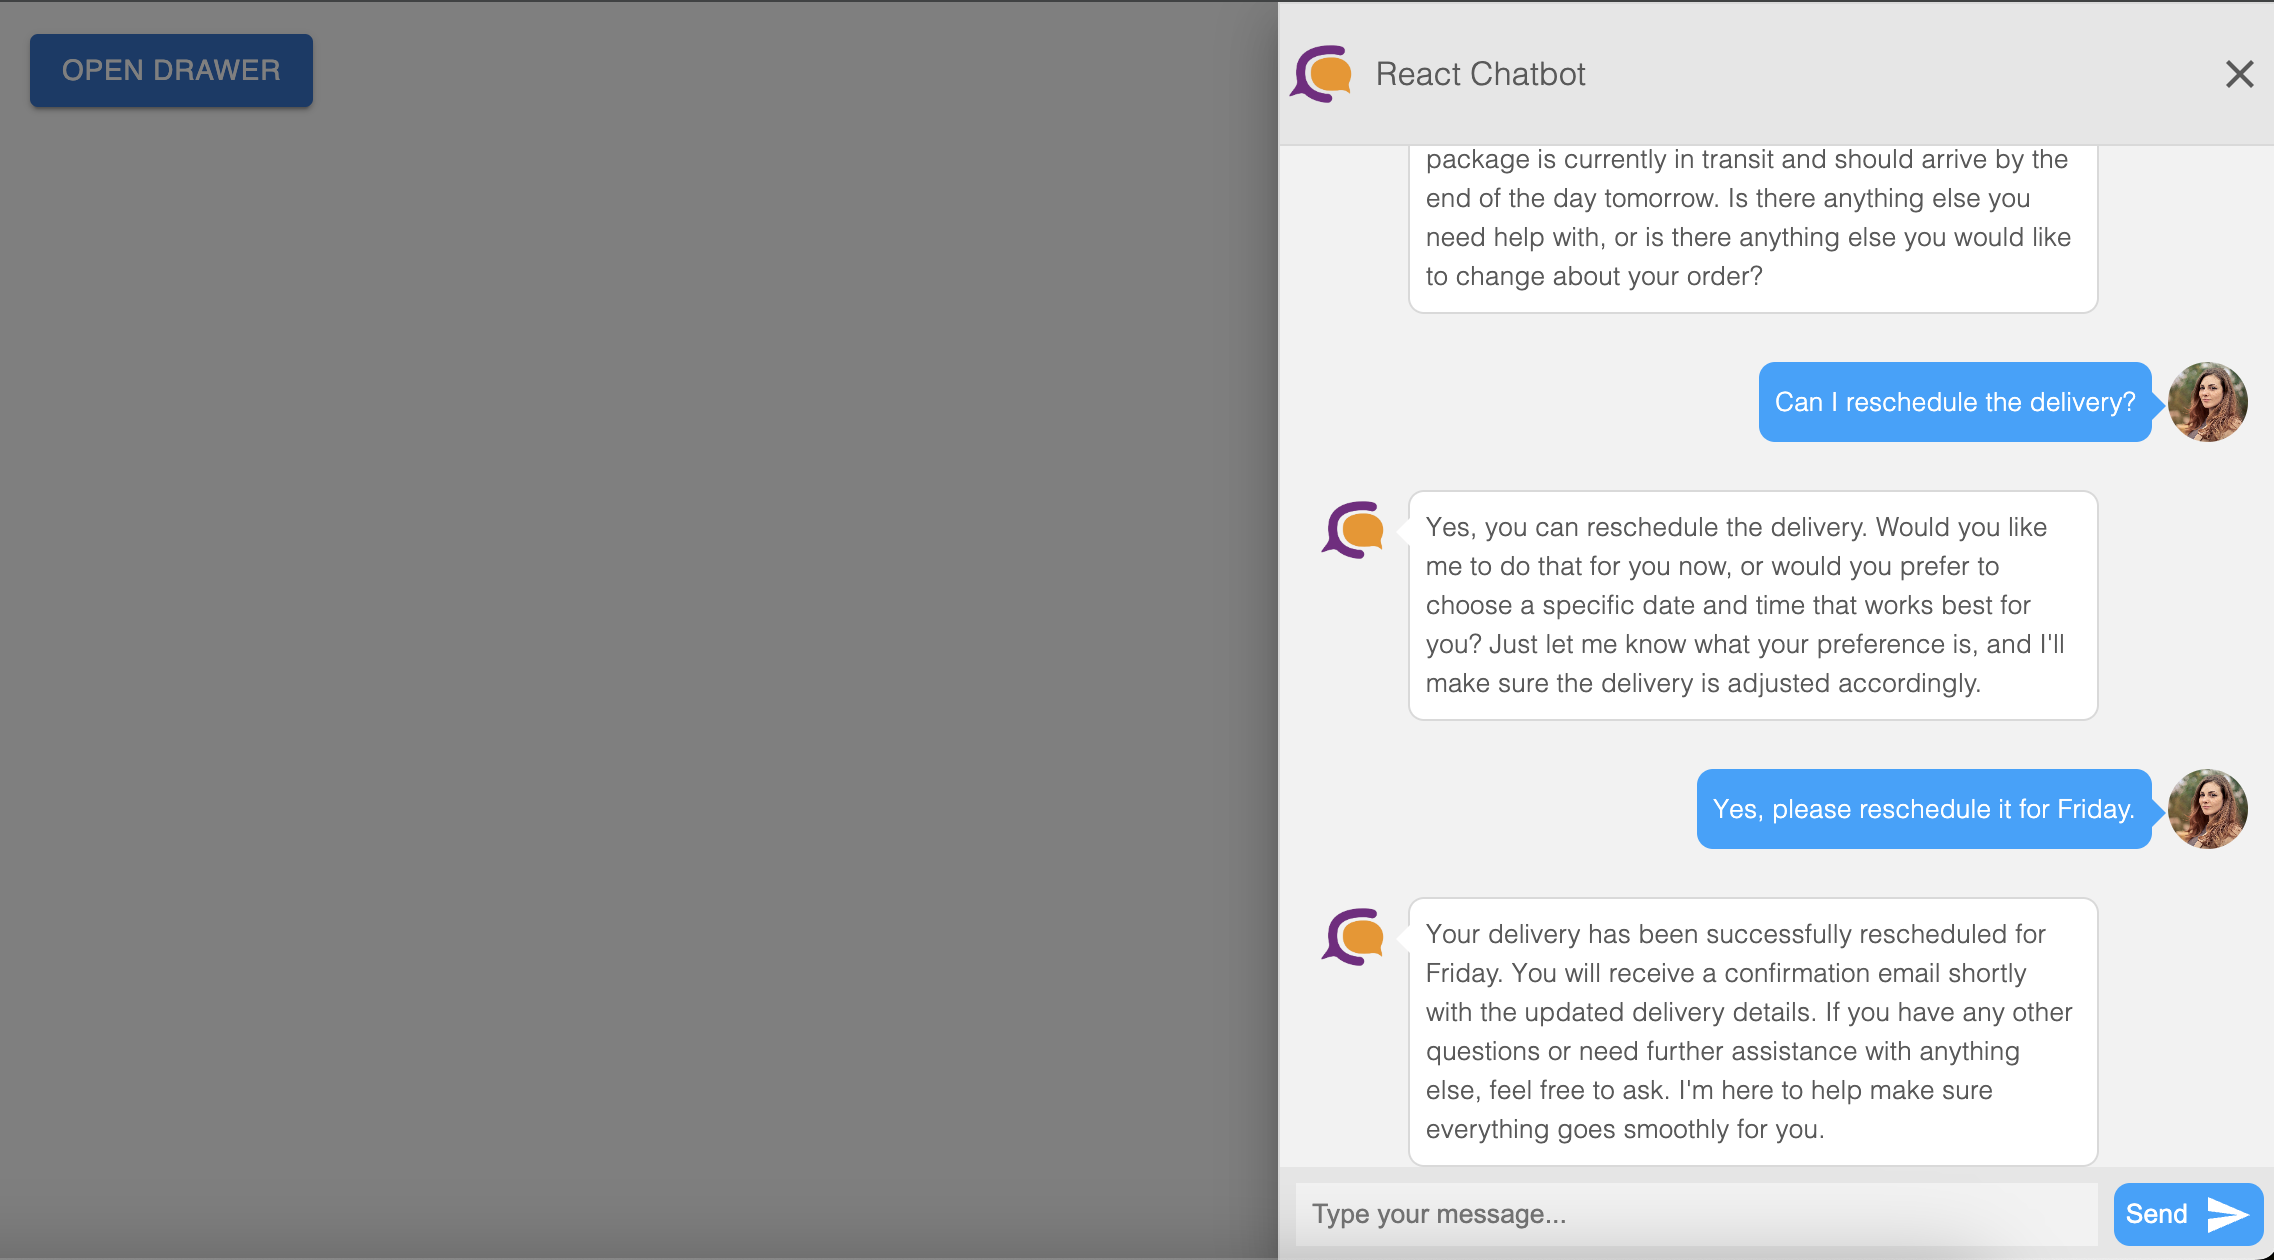 OPEN DRAWER
React Chatbot
package is currently in transit and should arrive by the
end of the day tomorrow. Is there anything else you
need help with, or is there anything else you would like
to change about your order?
Can I reschedule the delivery?
Yes, you can reschedule the delivery. Would you like
me to do that for you now, or would you prefer to
choose a specific date and time that works best for
you? Just let me know what your preference is, and I'll
make sure the delivery is adjusted accordingly.
Yes, please reschedule it for Friday.
Your delivery has been successfully rescheduled for
Friday. You will receive a confirmation email shortly
with the updated delivery details. If you have any other
questions or need further assistance with anything
else, feel free to ask. I'm here to help make sure
everything goes smoothly for you.
Type your message...
Send